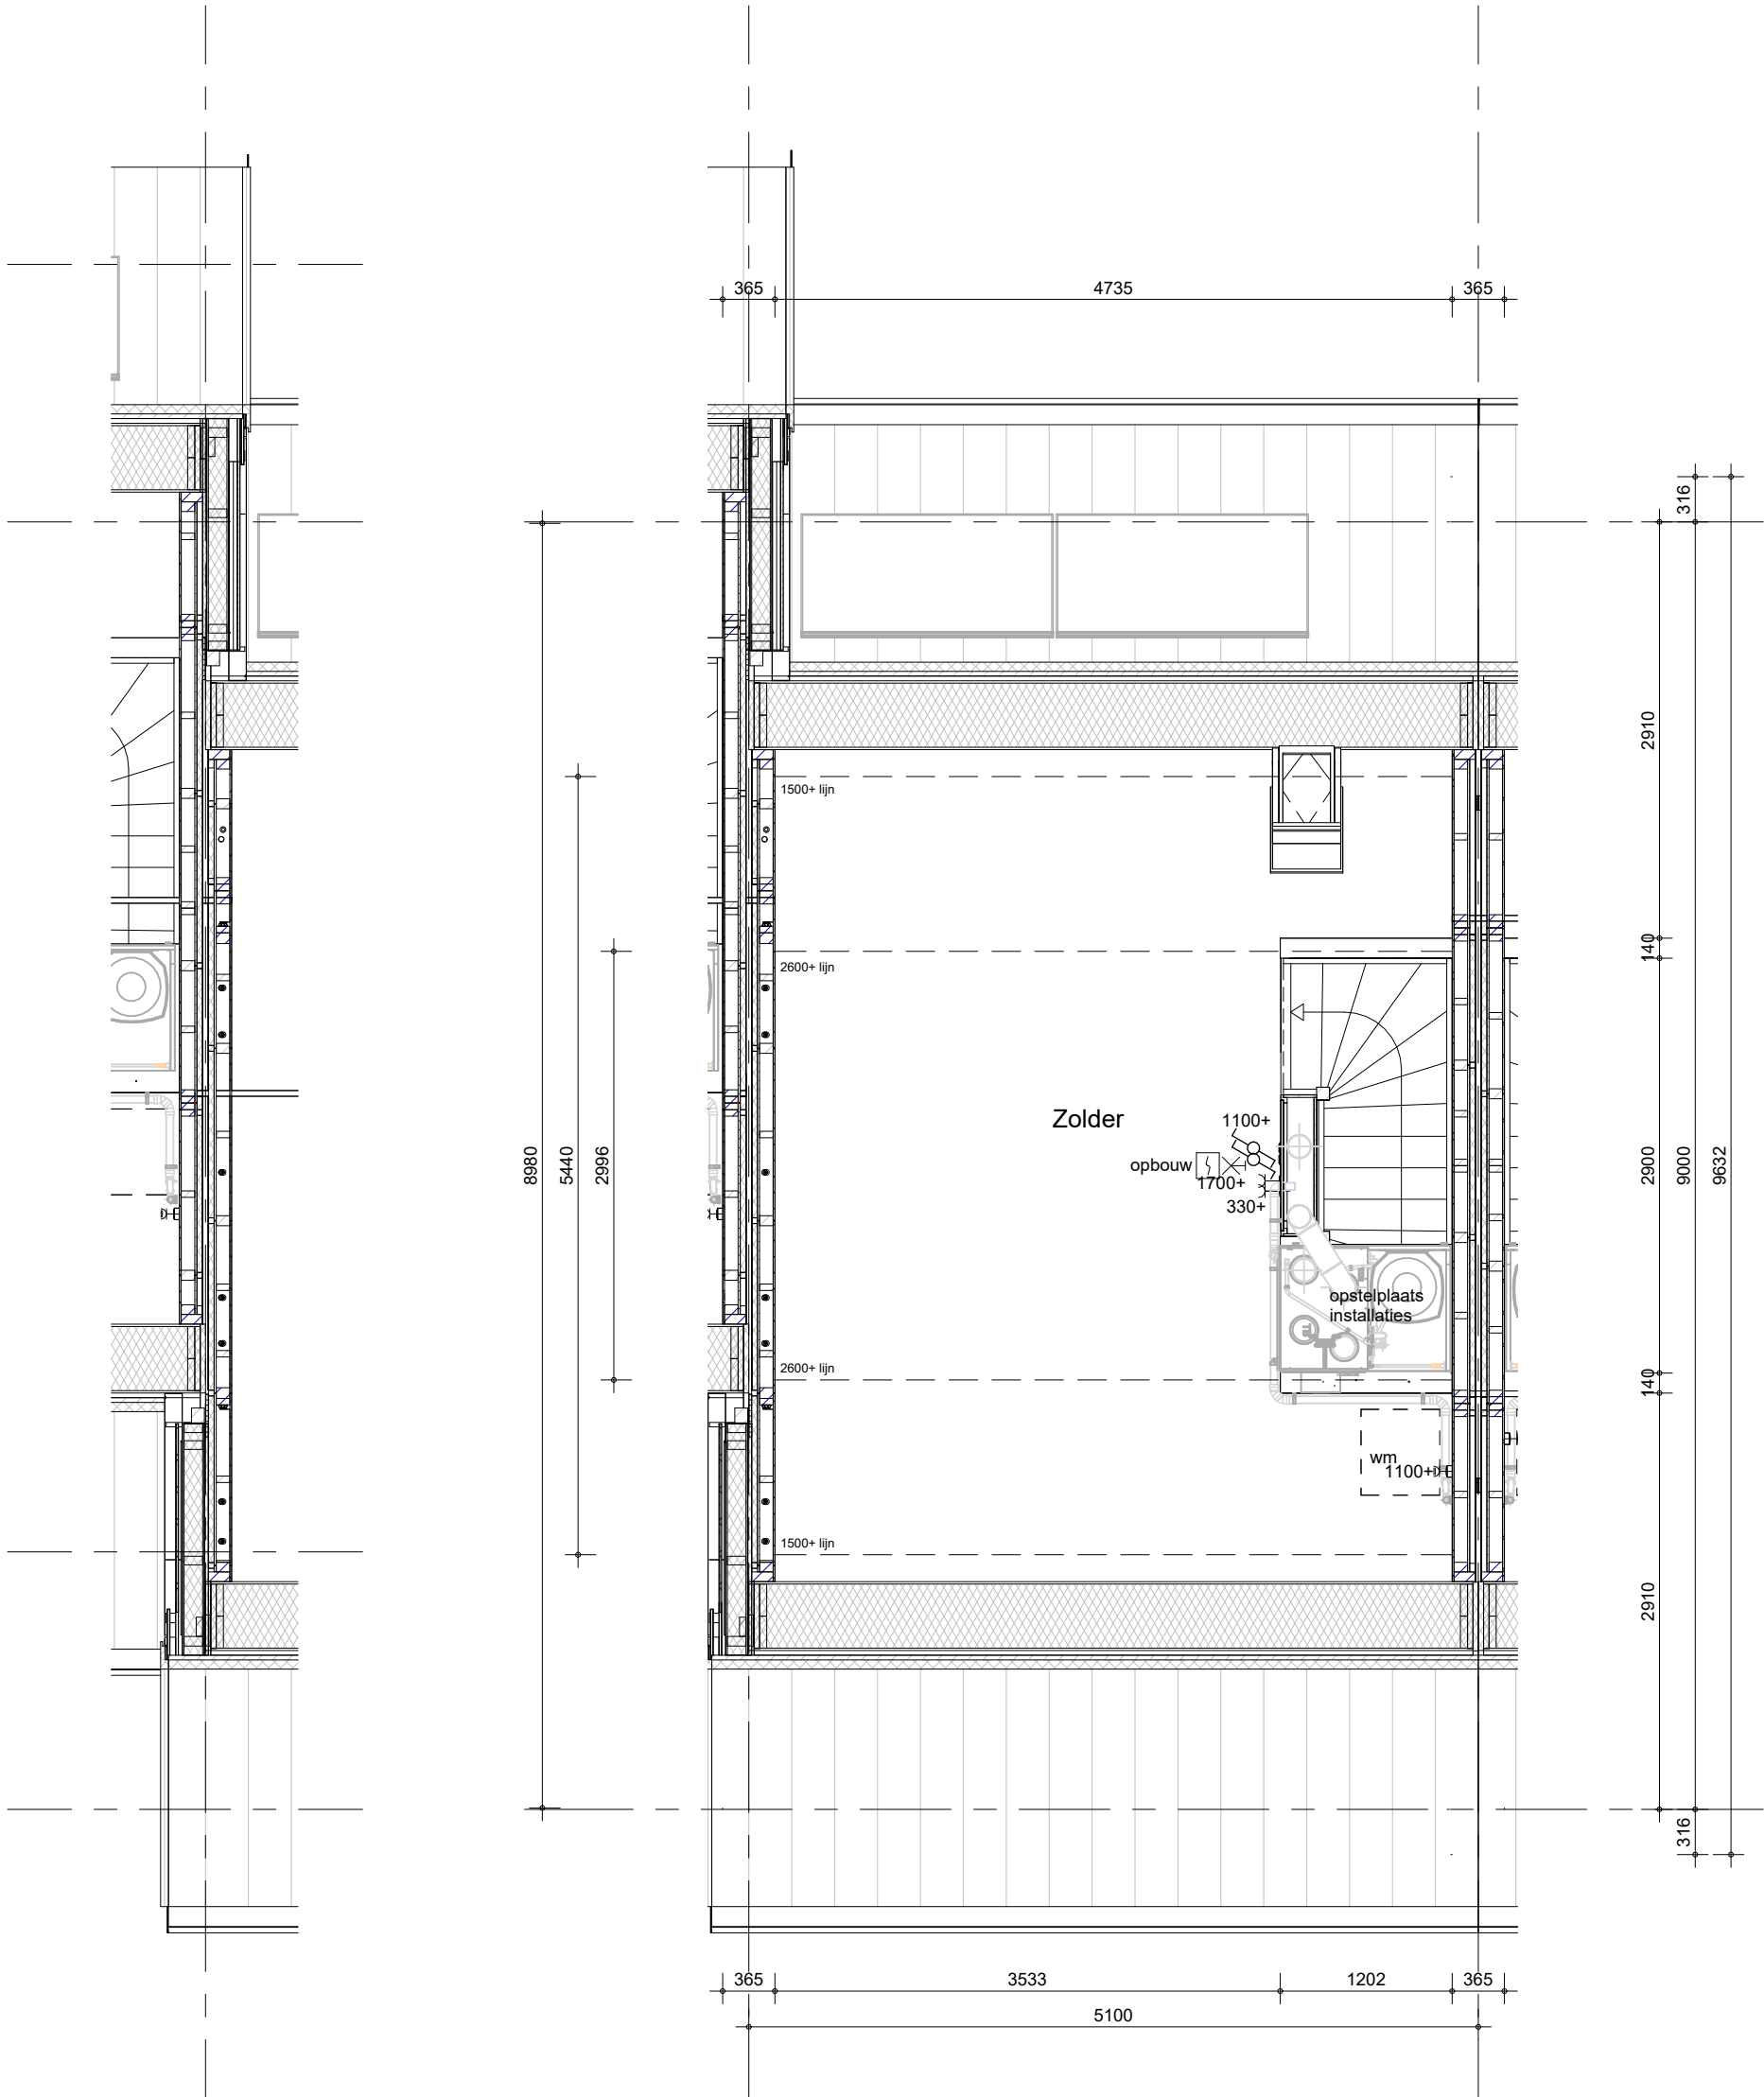 365 4735 365
316
2910
1500+ lijn
140
2600+ lijn
Zolder
1100+
opbouw
1700+
330+
8980
5440
2996
2900
9000
9632
opstelplaats
installaties
2600+ lijn
140
wm
1100+
1500+ lijn
2910
316
365 3533 1202 365
5100